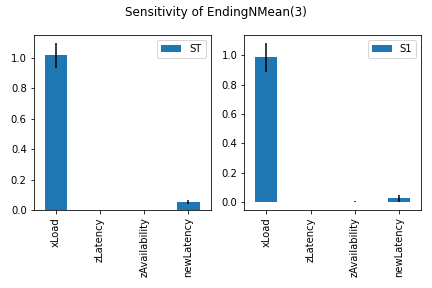 Sensitivity of EndingNMean(3)
ST
1.0
0.8
0.6
0.4
0.2
0.0
xLoad
zLatency
zAvailability
newLatency
S1
1.0
0.8
0.6
0.4
0.2
0.0
xLoad
zLatency
zAvailability
newLatency